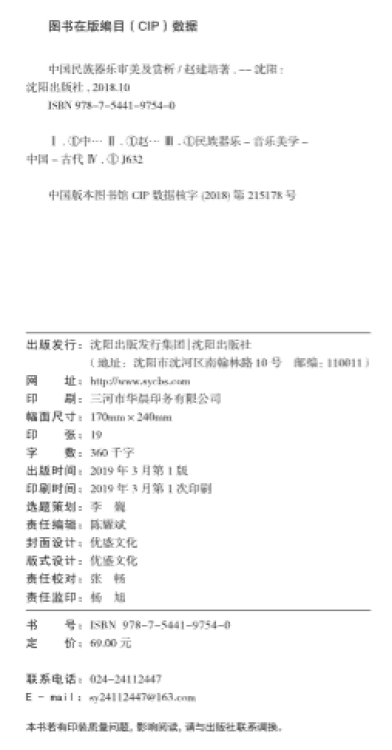 图书在版编目（CIP）数据
中国民族器乐审美及赏析 / 赵建培著 . -- 沈阳 :
沈阳出版社 , 2018.10
ISBN 978-7-5441-9754-0
Ⅰ . ①中… Ⅱ . ①赵… Ⅲ . ①民族器乐 – 音乐美学 –
中国 – 古代 Ⅳ . ① J632
中国版本图书馆 CIP 数据核字 (2018) 第 215178 号
出版发行： 沈阳出版发行集团|沈阳出版社
（地址：沈阳市沈河区南翰林路 10 号 邮编：110011）
网 址： http://www.sycbs.com
印 刷： 三河市华晨印务有限公司
幅面尺寸： 170mm × 240mm
印 张： 19
字 数： 360 千字
出版时间： 2019 年 3 月第 1 版
印刷时间： 2019 年 3 月第 1 次印刷
选题策划： 李 巍
责任编辑： 陈耀斌
封面设计： 优盛文化
版式设计： 优盛文化
责任校对： 张 畅
责任监印： 杨 旭
书 号： ISBN 978-7-5441-9754-0
定 价： 69.00 元
联系电话： 024-24112447
E - mail： sy24112447@163.com
本书若有印装质量问题，影响阅读，请与出版社联系调换。